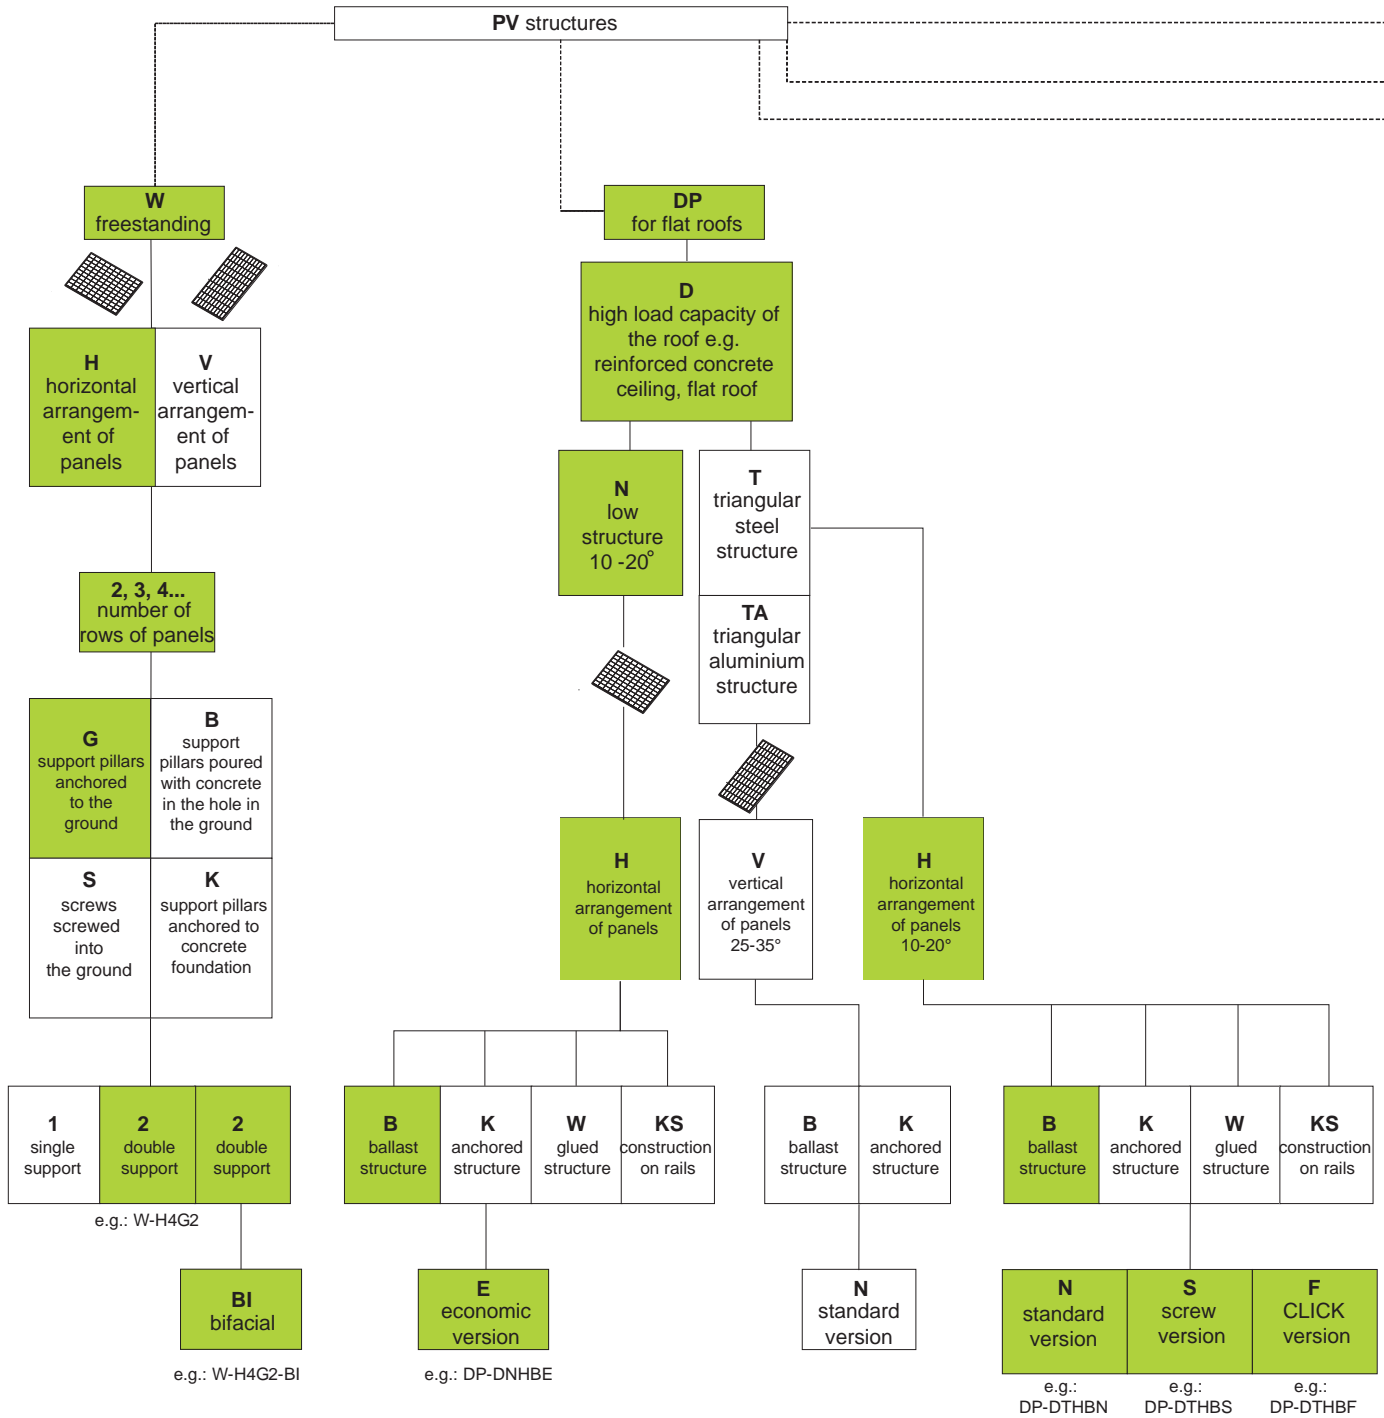 PV structures
W
freestanding
H
horizontal
arrangem-
ent of
panels
V
vertical
arrangem-
ent of
panels
2, 3, 4...
number of
rows of panels
G
support pillars
anchored
to the
ground
B
support
pillars poured
with concrete
in the hole in
the ground
S
screws
screwed
into
the ground
K
support pillars
anchored to
concrete
foundation
1
single
support
2
double
support
2
double
support
e.g.: W-H4G2
BI
bifacial
e.g.: W-H4G2-BI
DP
for flat roofs
D
high load capacity of
the roof e.g.
reinforced concrete
ceiling, flat roof
N
low
structure
10 -20°
T
triangular
steel
structure
TA
triangular
aluminium
structure
H
horizontal
arrangement
of panels
V
vertical
arrangement
of panels
25-35°
H
horizontal
arrangement
of panels
10-20°
B
ballast
structure
K
anchored
structure
W
glued
structure
KS
construction
on rails
E
economic
version
e.g.: DP-DNHBE
B
ballast
structure
K
anchored
structure
N
standard
version
B
ballast
structure
K
anchored
structure
W
glued
structure
KS
construction
on rails
N
standard
version
S
screw
version
F
CLICK
version
e.g.:
DP-DTHBN
e.g.:
DP-DTHBS
e.g.:
DP-DTHBF